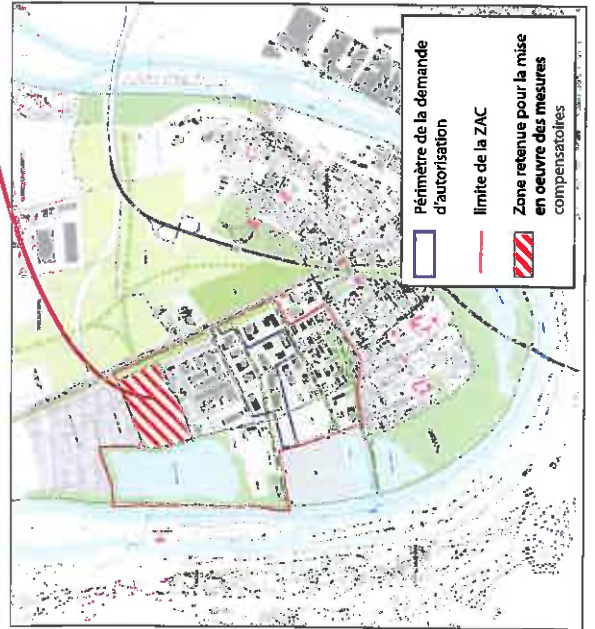 Périmètre de la demande
d'autorisation
limite de la ZAC
Zone retenue pour la mise
en oeuvre des mesures
compensatoires